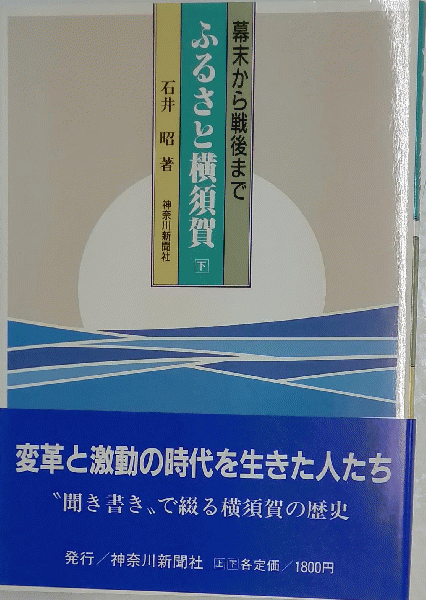 幕末から戦後まで
ふるさと横須賀 下
石井 昭 著
神奈川新聞社
変革と激動の時代を生きた人たち
〝聞き書き〟で綴る横須賀の歴史
発行／神奈川新聞社 上下各定価／1800円